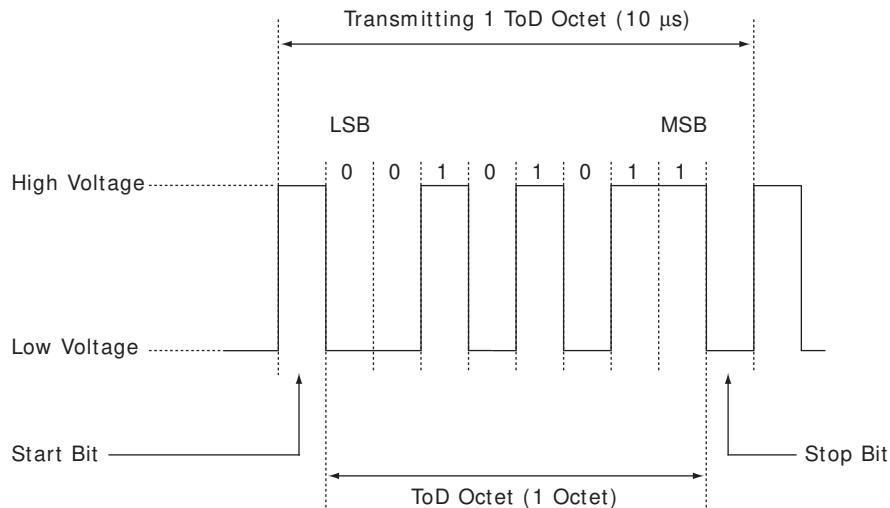 Transmitting 1 ToD Octet (10 μs)
LSB MSB
0 0 1 0 1 0 1 1
High Voltage
Low Voltage
Start Bit
Stop Bit
ToD Octet (1 Octet)